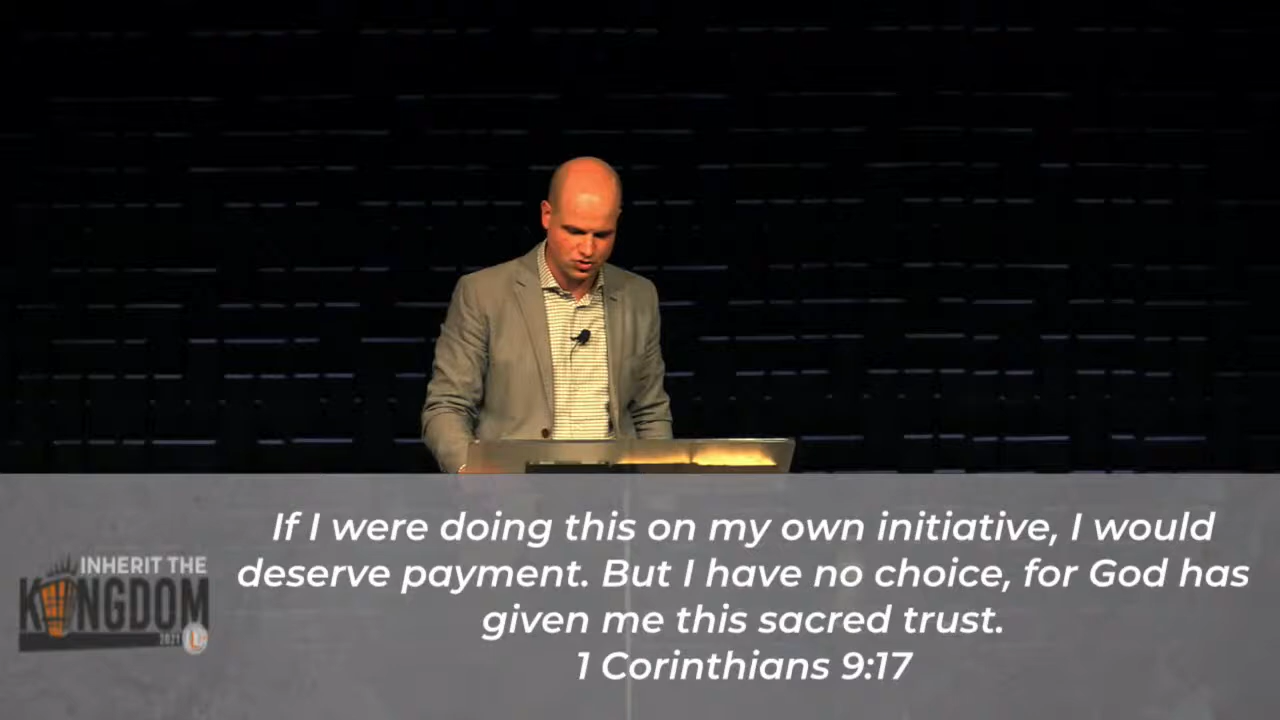 If I were doing this on my own initiative, I would
deserve payment. But I have no choice, for God has
given me this sacred trust.
1 Corinthians 9:17
INHERIT THE
KINGDOM
2021